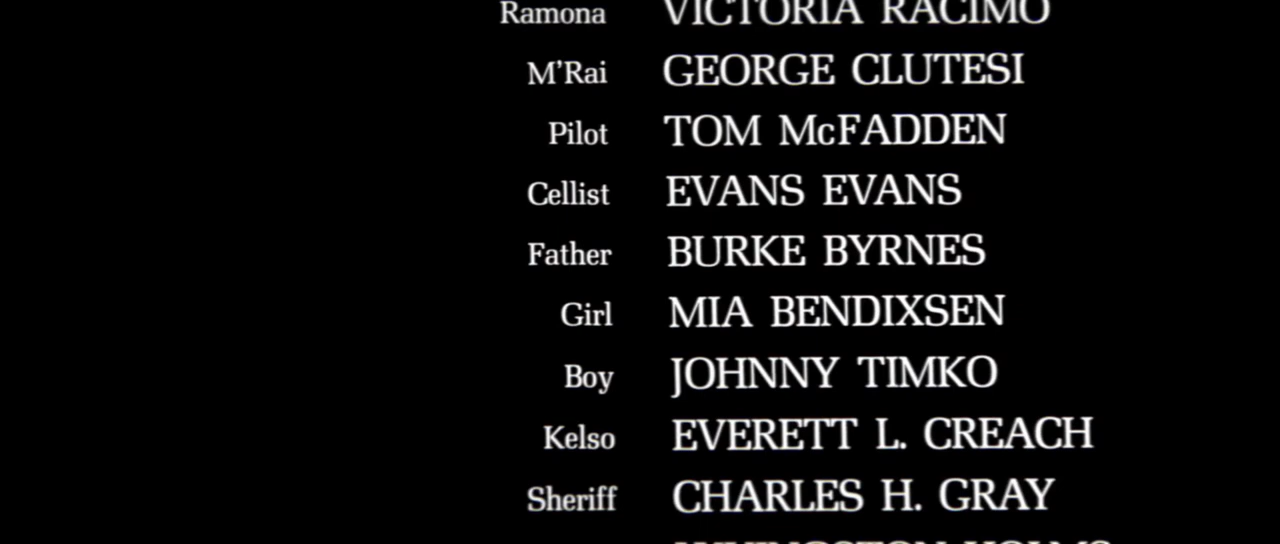 Ramona VICTORIA RACIMO
M'Rai GEORGE CLUTESI
Pilot TOM McFADDEN
Cellist EVANS EVANS
Father BURKE BYRNES
Girl MIA BENDIXSEN
Boy JOHNNY TIMKO
Kelso EVERETT L. CREACH
Sheriff CHARLES H. GRAY